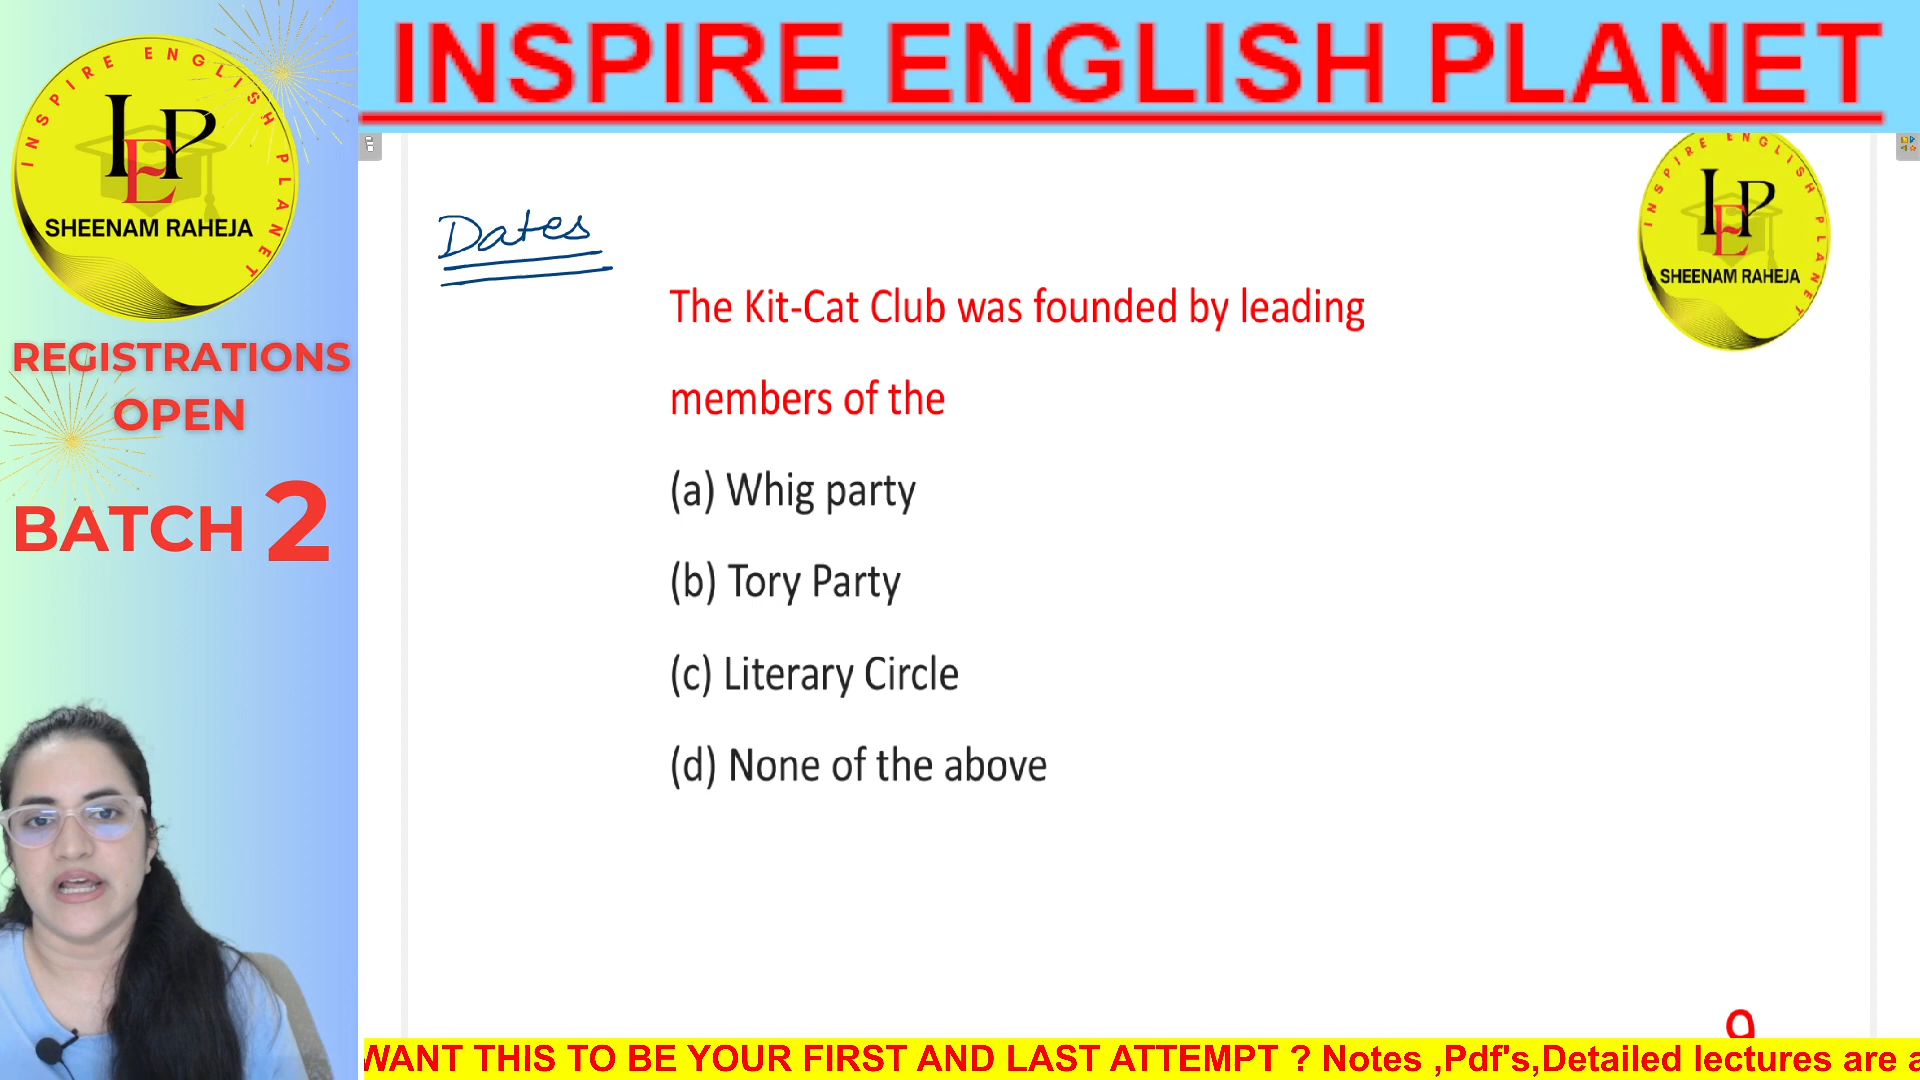 INSPIRE ENGLISH PLANET
INSPIRE ENGLISH PLANET
IEP
SHEENAM RAHEJA
REGISTRATIONS
OPEN
BATCH 2
Dates
INSPIRE ENGLISH PLANET
IEP
SHEENAM RAHEJA
The Kit-Cat Club was founded by leading
members of the
(a) Whig party
(b) Tory Party
(c) Literary Circle
(d) None of the above
WANT THIS TO BE YOUR FIRST AND LAST ATTEMPT ? Notes ,Pdf's,Detailed lectures are